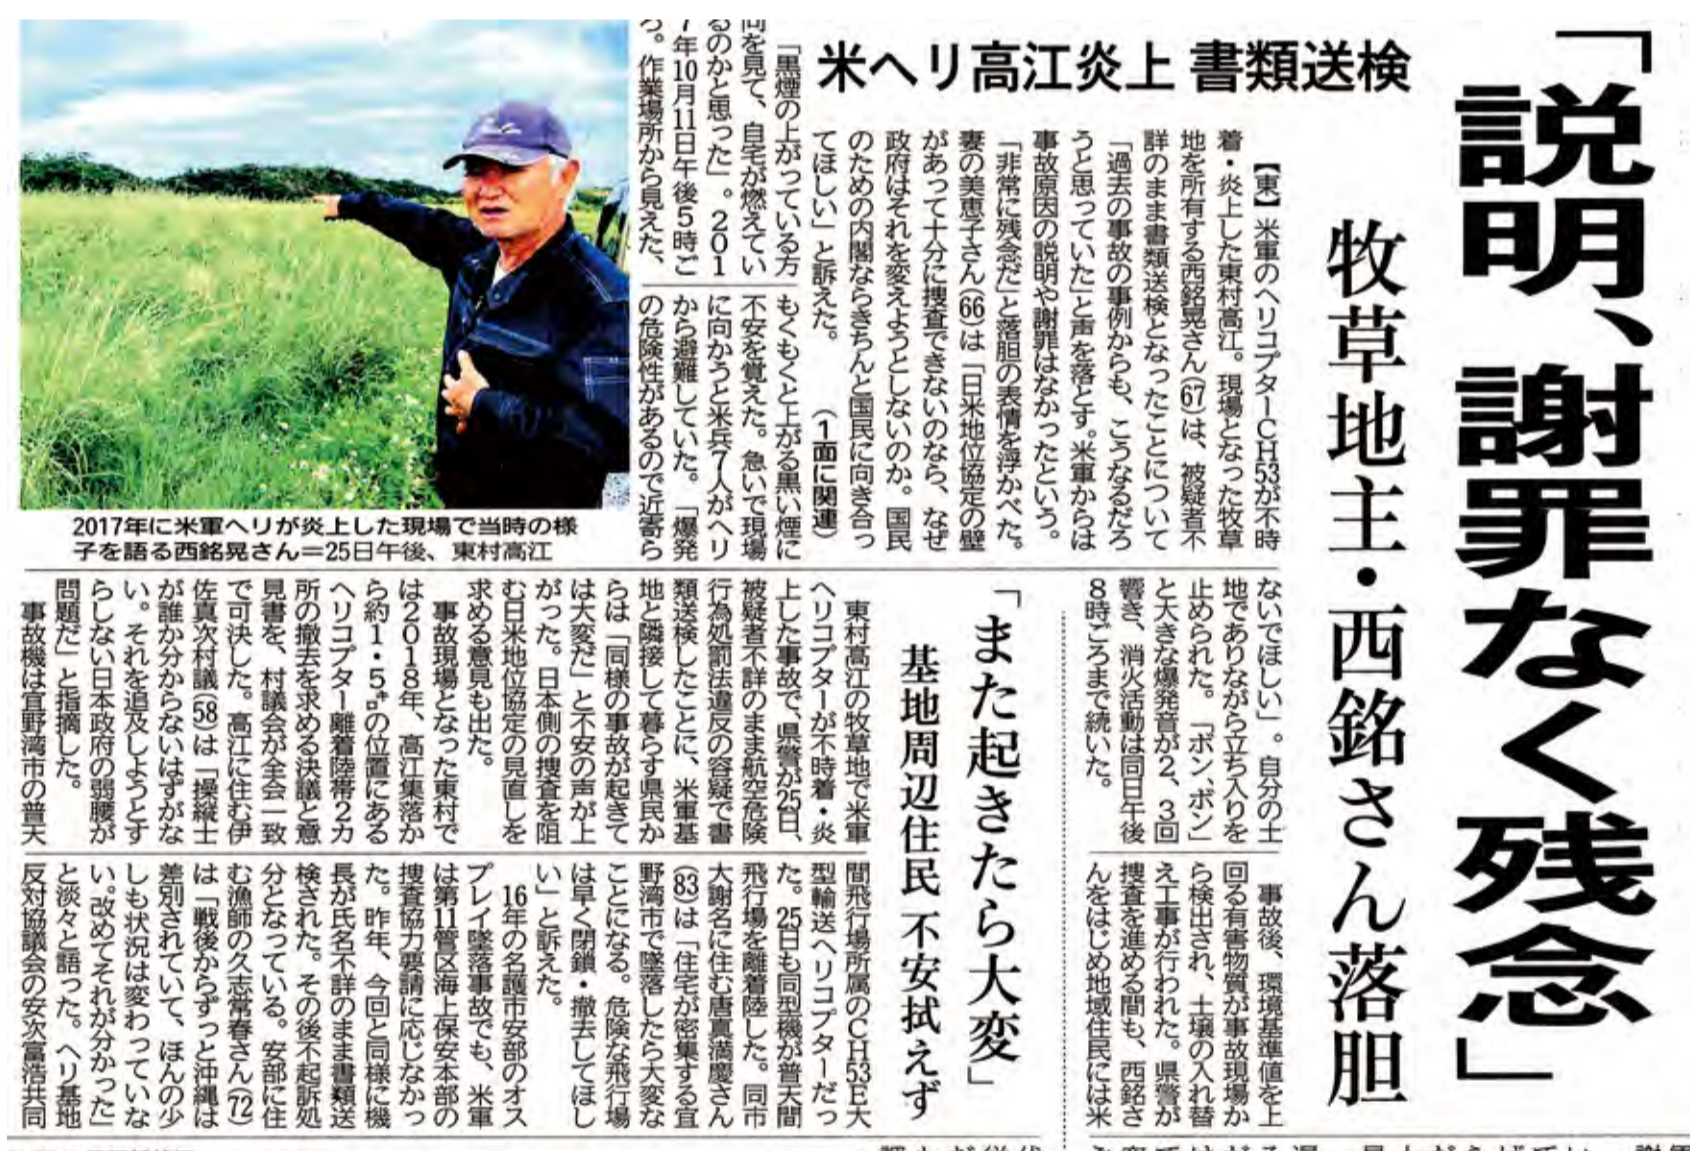 「説明、謝罪なく残念」
牧草地主・西銘晃さん落胆
米ヘリ高江炎上 書類送検
【東】米軍のヘリコプターCH53が不時
着・炎上した東村高江。現場となった牧草
地を所有する西銘晃さん(67)は、被疑者不
詳のまま書類送検となったことについて
「過去の事故の事例からも、こうなるだろ
うと思っていた」と声を落とす。米軍からは
事故原因の説明や謝罪はなかったという。
「非常に残念だ」と落胆の表情を浮かべた。
妻の美恵子さん(66)は「日米地位協定の壁
があって十分に捜査できないのなら、なぜ
政府はそれを変えようとしないのか。国民
のための内閣ならきちんと国民に向き合っ
てほしい」と訴えた。　　(1面に関連)
「黒煙の上がっている方
向を見て、自宅が燃えてい
るのかと思った」。201
7年10月11日午後5時ご
ろ。作業場所から見えた、
もくもくと上がる黒い煙に
不安を覚えた。急いで現場
に向かうと米兵7人がヘリ
から避難していた。「爆発
の危険性があるので近寄ら
2017年に米軍ヘリが炎上した現場で当時の様
子を語る西銘晃さん=25日午後、東村高江
ないでほしい」。自分の土
地でありながら立ち入りを
止められた。「ボン、ボン」
と大きな爆発音が2、3回
響き、消火活動は同日午後
8時ごろまで続いた。
事故後、環境基準値を上
回る有害物質が事故現場か
ら検出され、土壌の入れ替
え工事が行われた。県警が
捜査を進める間も、西銘さ
んをはじめ地域住民には米
「また起きたら大変」
基地周辺住民 不安拭えず
東村高江の牧草地で米軍
ヘリコプターが不時着・炎
上した事故で、県警が25日、
被疑者不詳のまま航空危険
行為処罰法違反の容疑で書
類送検したことに、米軍基
地と隣接して暮らす県民か
らは「同様の事故が起きて
は大変だ」と不安の声が上
がった。日本側の捜査を阻
む日米地位協定の見直しを
求める意見も出た。
事故現場となった東村で
は2018年、高江集落か
ら約1・5㌔の位置にある
ヘリコプター離着陸帯2カ
所の撤去を求める決議と意
見書を、村議会が全会一致
で可決した。高江に住む伊
佐真次村議(58)は「操縦士
が誰か分からないはずがな
い。それを追及しようとす
らしない日本政府の弱腰が
問題だ」と指摘した。
事故機は宜野湾市の普天
間飛行場所属のCH53E大
型輸送ヘリコプターだっ
た。25日も同型機が普天間
飛行場を離着陸した。同市
大謝名に住む唐真満慶さん
(83)は「住宅が密集する宜
野湾市で墜落したら大変な
ことになる。危険な飛行場
は早く閉鎖・撤去してほし
い」と訴えた。
16年の名護市安部のオス
プレイ墜落事故でも、米軍
は第11管区海上保安本部の
捜査協力要請に応じなかっ
た。昨年、今回と同様に機
長が氏名不詳のまま書類送
検された。その後不起訴処
分となっている。安部に住
む漁師の久志常春さん(72)
は「戦後からずっと沖縄は
差別されていて、ほんの少
しも状況は変わっていな
い。改めてそれが分かった」
と淡々と語った。ヘリ基地
反対協議会の安次富浩共同